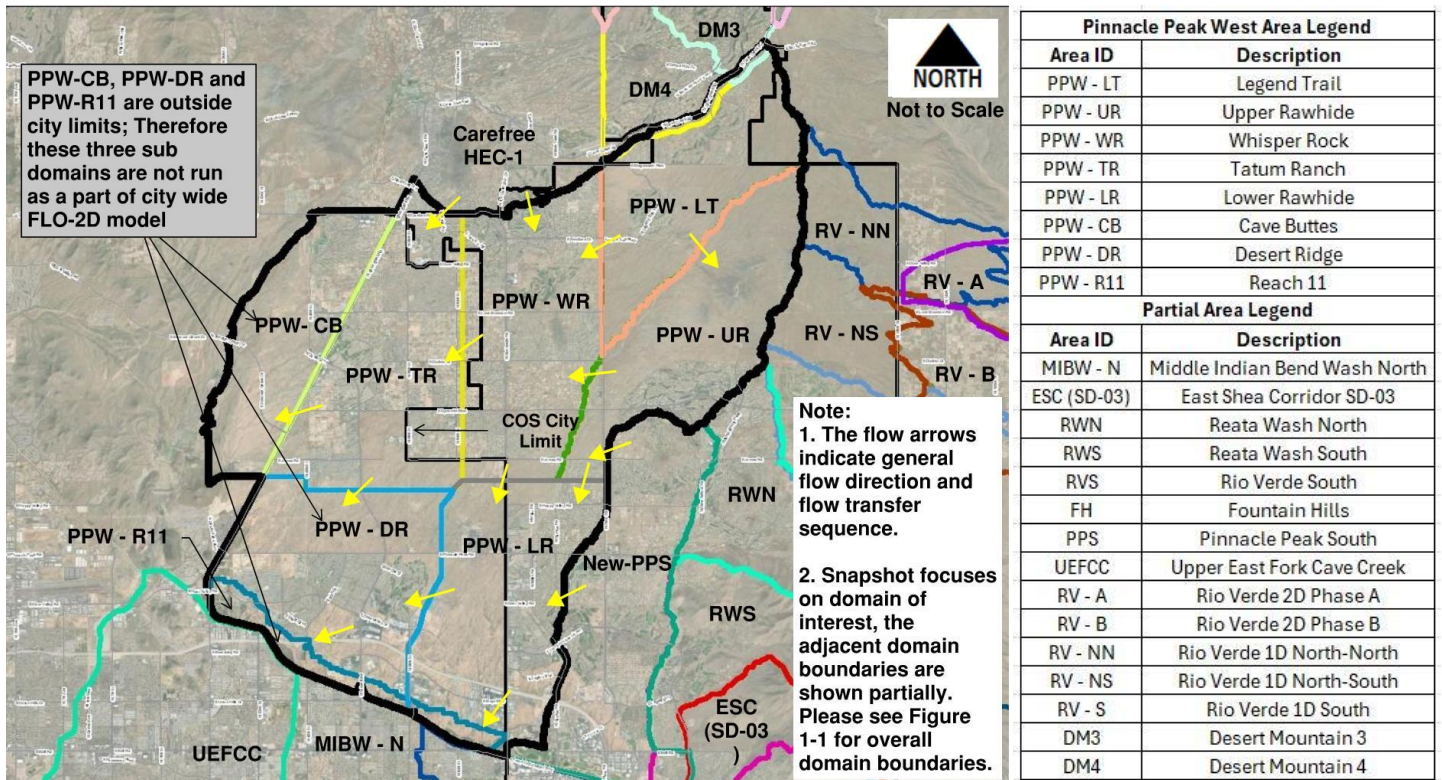 PPW-CB, PPW-DR and
PPW-R11 are outside
city limits; Therefore
these three sub
domains are not run
as a part of city wide
FLO-2D model
DM3
DM4
NORTH
Not to Scale
Carefree
HEC-1
PPW - LT
RV - NN
RV - A
PPW - WR
PPW- CB
PPW - UR
RV - NS
PPW - TR
RV - B
COS City
Limit
Note:
1. The flow arrows
indicate general
flow direction and
flow transfer
sequence.
2. Snapshot focuses
on domain of
interest, the
adjacent domain
boundaries are
shown partially.
Please see Figure
1-1 for overall
domain boundaries.
RWN
PPW - DR
PPW - R11
PPW - LR
New-PPS
RWS
ESC
(SD-03
)
UEFCC
MIBW - N
Pinnacle Peak West Area Legend
Area ID Description
PPW - LT Legend Trail
PPW - UR Upper Rawhide
PPW - WR Whisper Rock
PPW - TR Tatum Ranch
PPW - LR Lower Rawhide
PPW - CB Cave Buttes
PPW - DR Desert Ridge
PPW - R11 Reach 11
Partial Area Legend
Area ID Description
MIBW - N Middle Indian Bend Wash North
ESC (SD-03) East Shea Corridor SD-03
RWN Reata Wash North
RWS Reata Wash South
RVS Rio Verde South
FH Fountain Hills
PPS Pinnacle Peak South
UEFCC Upper East Fork Cave Creek
RV - A Rio Verde 2D Phase A
RV - B Rio Verde 2D Phase B
RV - NN Rio Verde 1D North-North
RV - NS Rio Verde 1D North-South
RV - S Rio Verde 1D South
DM3 Desert Mountain 3
DM4 Desert Mountain 4